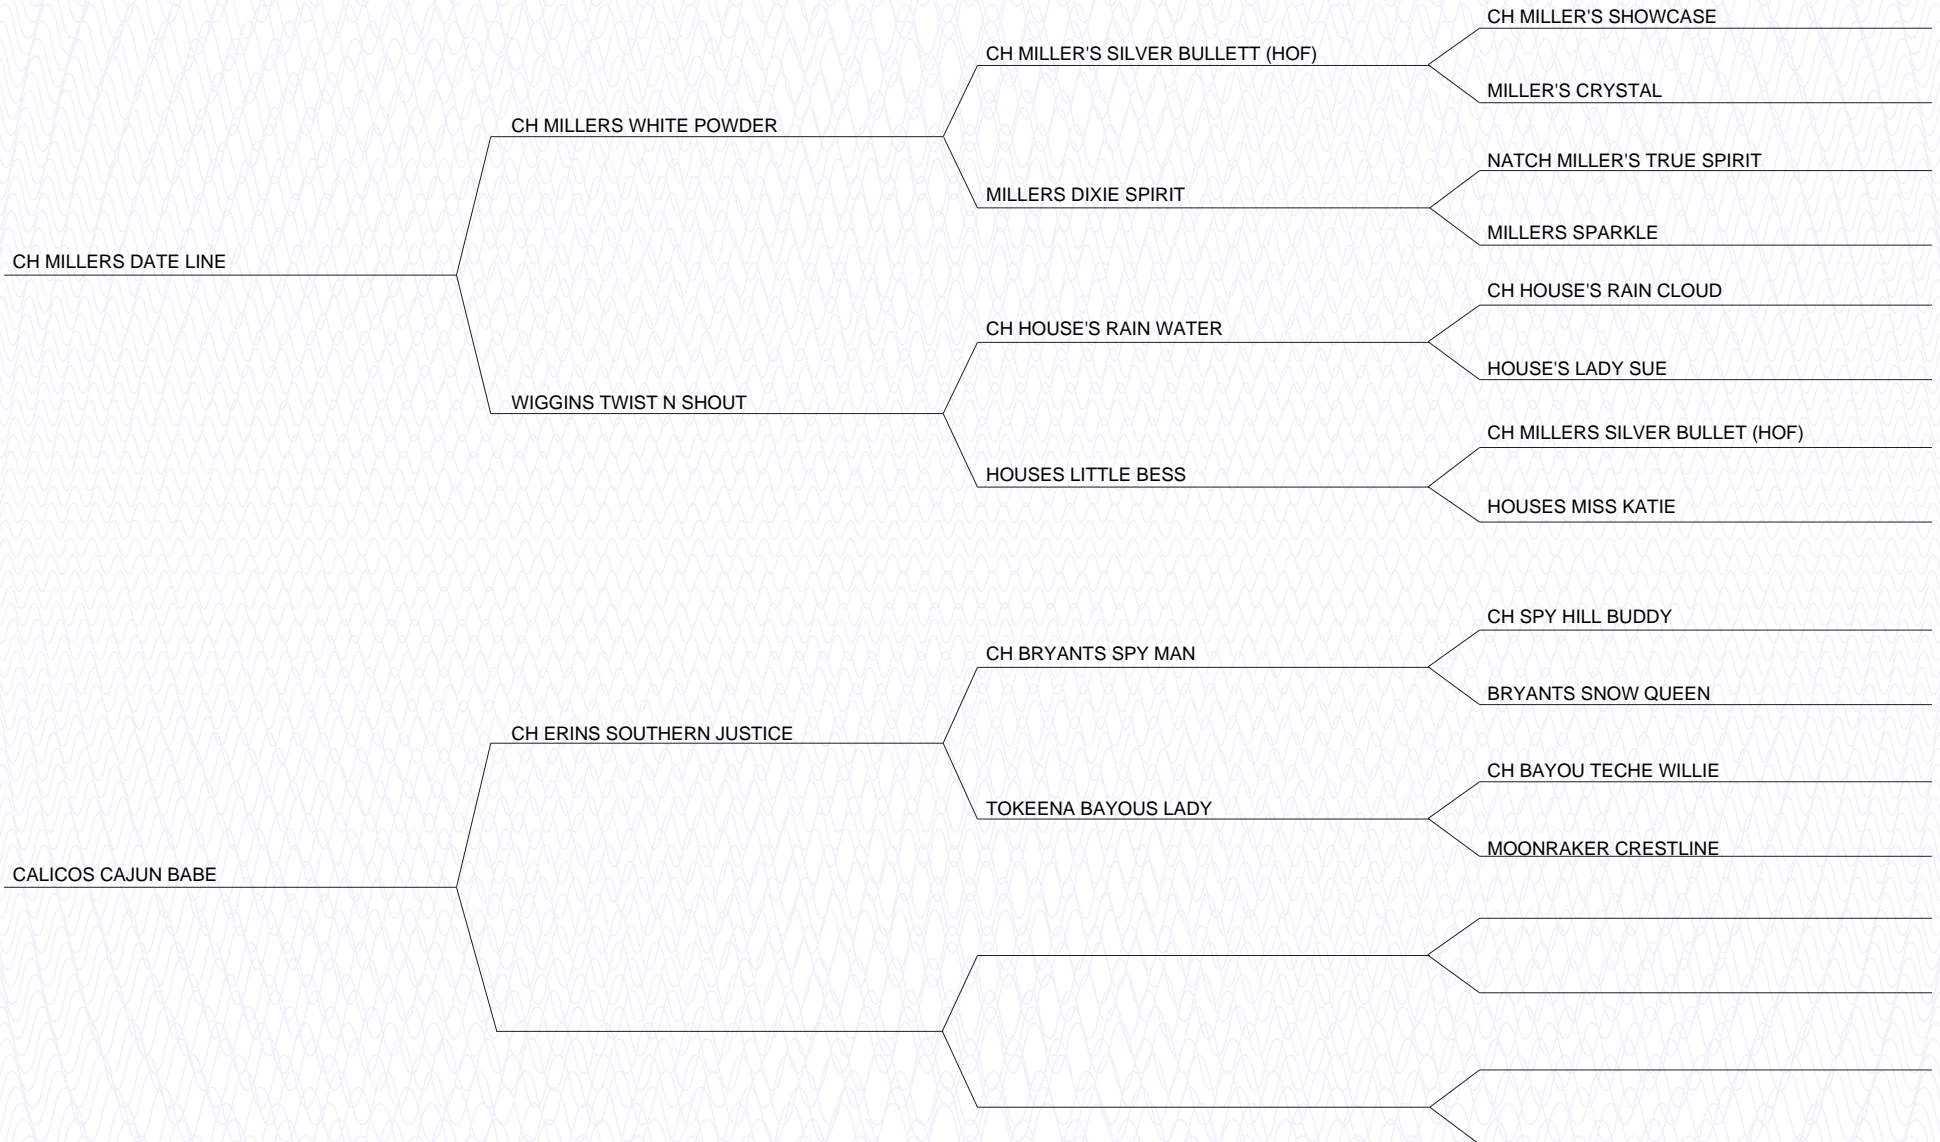 CH MILLER'S SHOWCASE
CH MILLER'S SILVER BULLETT (HOF)
MILLER'S CRYSTAL
CH MILLERS WHITE POWDER
NATCH MILLER'S TRUE SPIRIT
MILLERS DIXIE SPIRIT
MILLERS SPARKLE
CH MILLERS DATE LINE
CH HOUSE'S RAIN CLOUD
CH HOUSE'S RAIN WATER
HOUSE'S LADY SUE
WIGGINS TWIST N SHOUT
CH MILLERS SILVER BULLET (HOF)
HOUSES LITTLE BESS
HOUSES MISS KATIE
CH SPY HILL BUDDY
CH BRYANTS SPY MAN
BRYANTS SNOW QUEEN
CH ERINS SOUTHERN JUSTICE
CH BAYOU TECHE WILLIE
TOKEENA BAYOUS LADY
MOONRAKER CRESTLINE
CALICOS CAJUN BABE